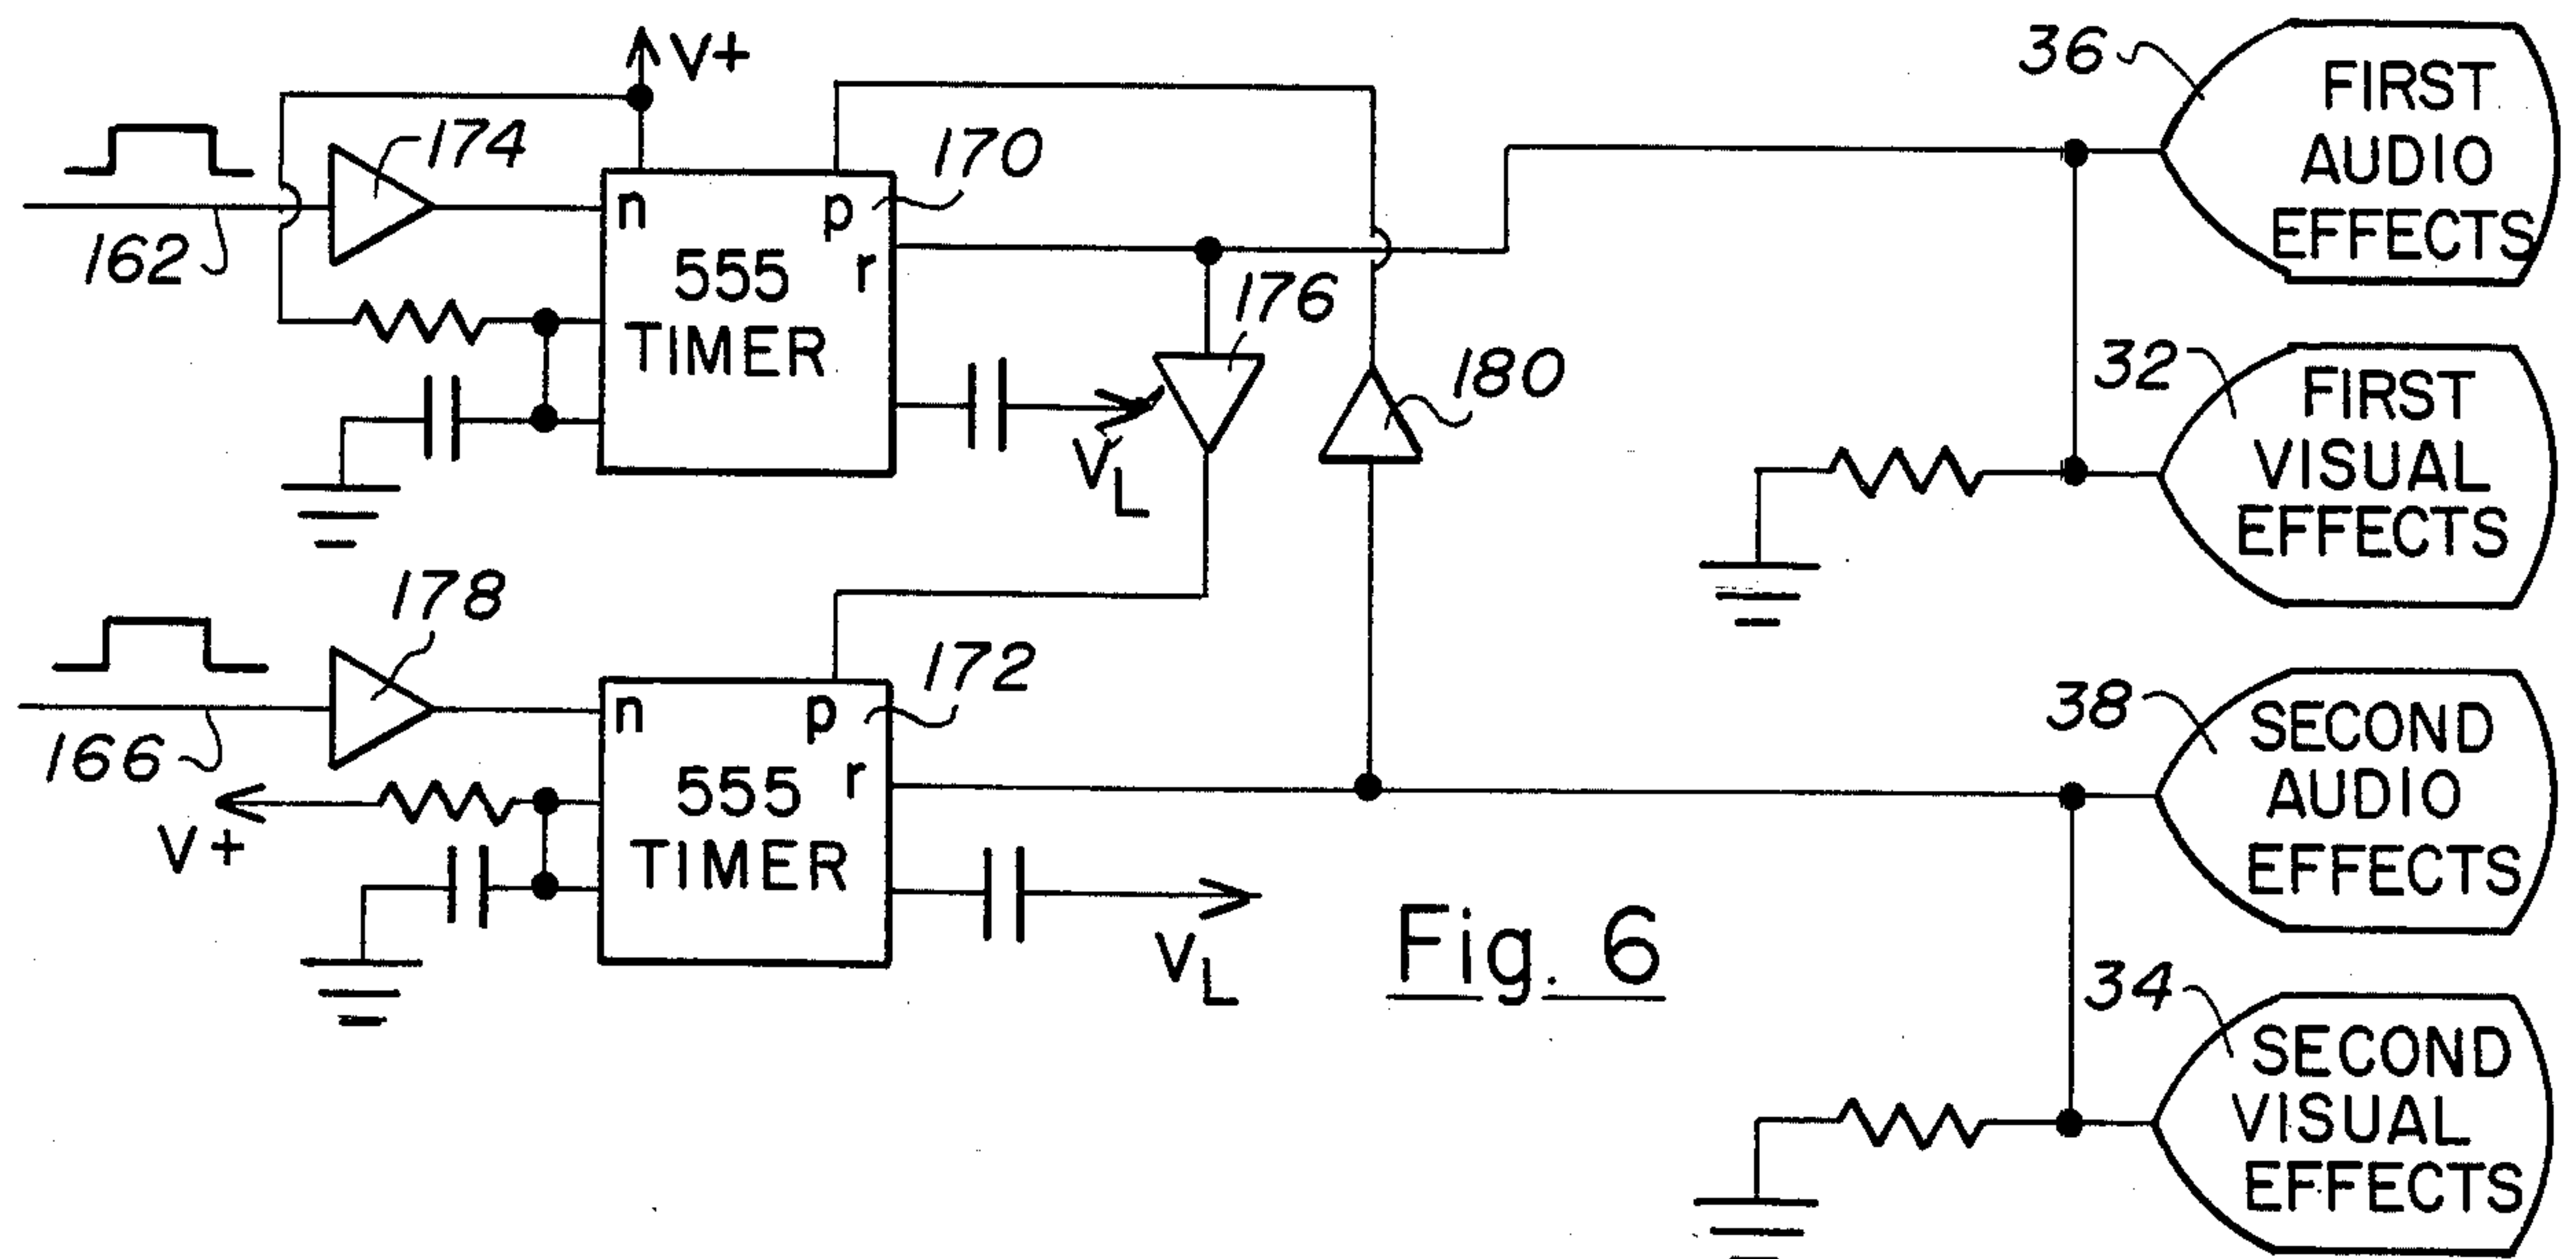 V+
174
162
n
p
170
r
555
TIMER
176
180
VL
36
FIRST
AUDIO
EFFECTS
32
FIRST
VISUAL
EFFECTS
178
166
n
p
172
r
555
TIMER
V+
VL
38
SECOND
AUDIO
EFFECTS
34
SECOND
VISUAL
EFFECTS
Fig. 6